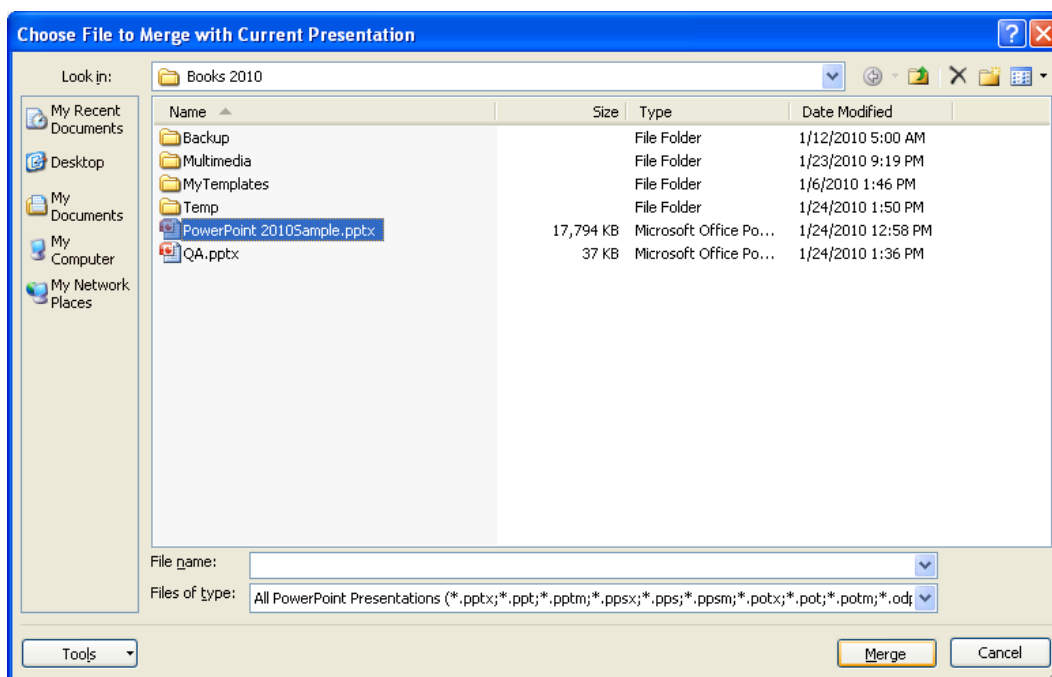 Choose File to Merge with Current Presentation
Look in: Books 2010
My Recent Documents
Desktop
My Documents
My Computer
My Network Places
Name Size Type Date Modified
Backup File Folder 1/12/2010 5:00 AM
Multimedia File Folder 1/23/2010 9:19 PM
MyTemplates File Folder 1/6/2010 1:46 PM
Temp File Folder 1/24/2010 1:50 PM
PowerPoint 2010Sample.pptx 17,794 KB Microsoft Office Po... 1/24/2010 12:58 PM
QA.pptx 37 KB Microsoft Office Po... 1/24/2010 1:36 PM
File name:
Files of type: All PowerPoint Presentations (*.pptx;*.ppt;*.pptm;*.ppsx;*.pps;*.ppsm;*.potx;*.pot;*.potm;*.odp
Tools Merge Cancel